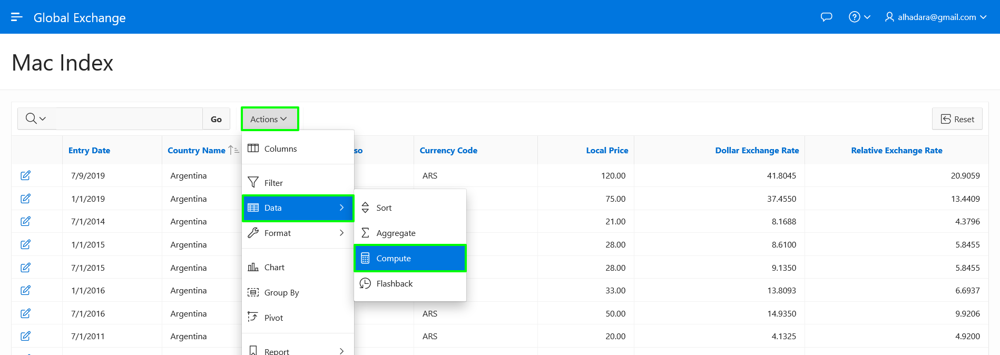 Global Exchange
alhadara@gmail.com
Mac Index
Go
Actions
Reset
Entry Date Country Name so Currency Code Local Price Dollar Exchange Rate Relative Exchange Rate
7/9/2019 Argentina ARS 120.00 41.8045 20.9059
1/1/2019 Argentina 75.00 37.4550 13.4409
7/1/2014 Argentina 21.00 8.1688 4.3796
1/1/2015 Argentina 28.00 8.6100 5.8455
7/1/2015 Argentina 28.00 9.1350 5.8455
1/1/2016 Argentina 33.00 13.8093 6.6937
7/1/2016 Argentina ARS 50.00 14.9350 9.9206
7/1/2011 Argentina ARS 20.00 4.1325 4.9200
Columns
Filter
Data
Format
Chart
Group By
Pivot
Report
Sort
Aggregate
Compute
Flashback